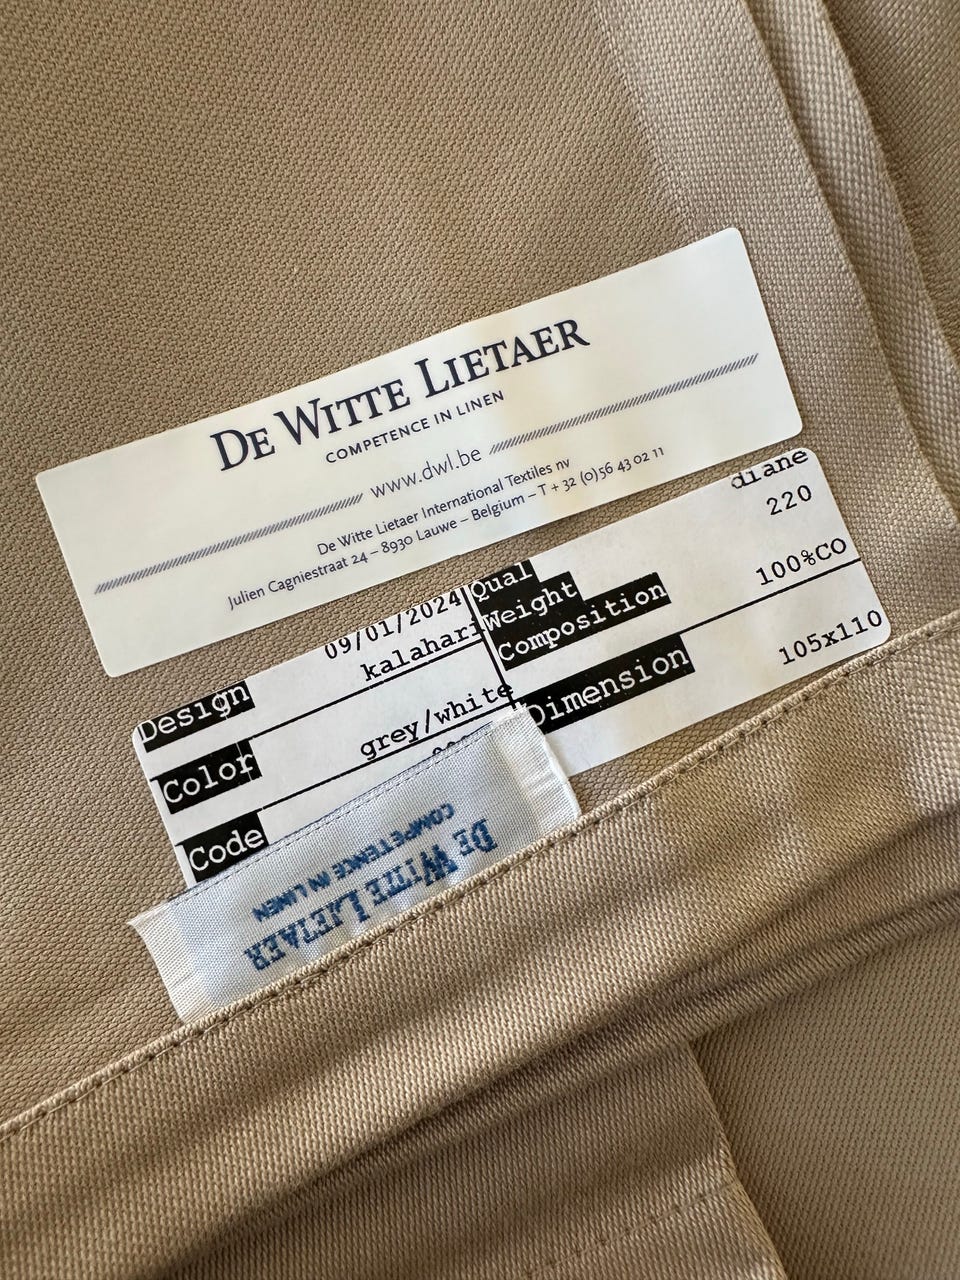 DE WITTE LIETAER
COMPETENCE IN LINEN
www.dwl.be
De Witte Lietaer International Textiles nv
Julien Cagniestraat 24 – 8930 Lauwe – Belgium – T + 32 (0)56 43 02 11
09/01/2024
Design kalahari
Color grey/white
Code
Qual diane
Weight 220
Composition 100%CO
Dimension 105x110
DE WITTE LIETAER
COMPETENCE IN LINEN